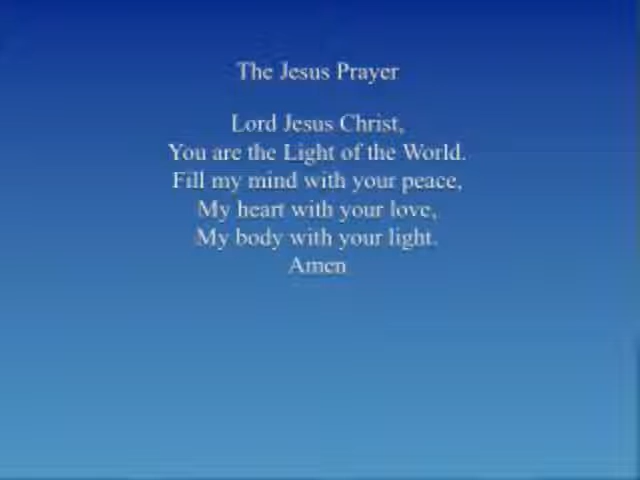 The Jesus Prayer
Lord Jesus Christ,
You are the Light of the World.
Fill my mind with your peace,
My heart with your love,
My body with your light.
Amen